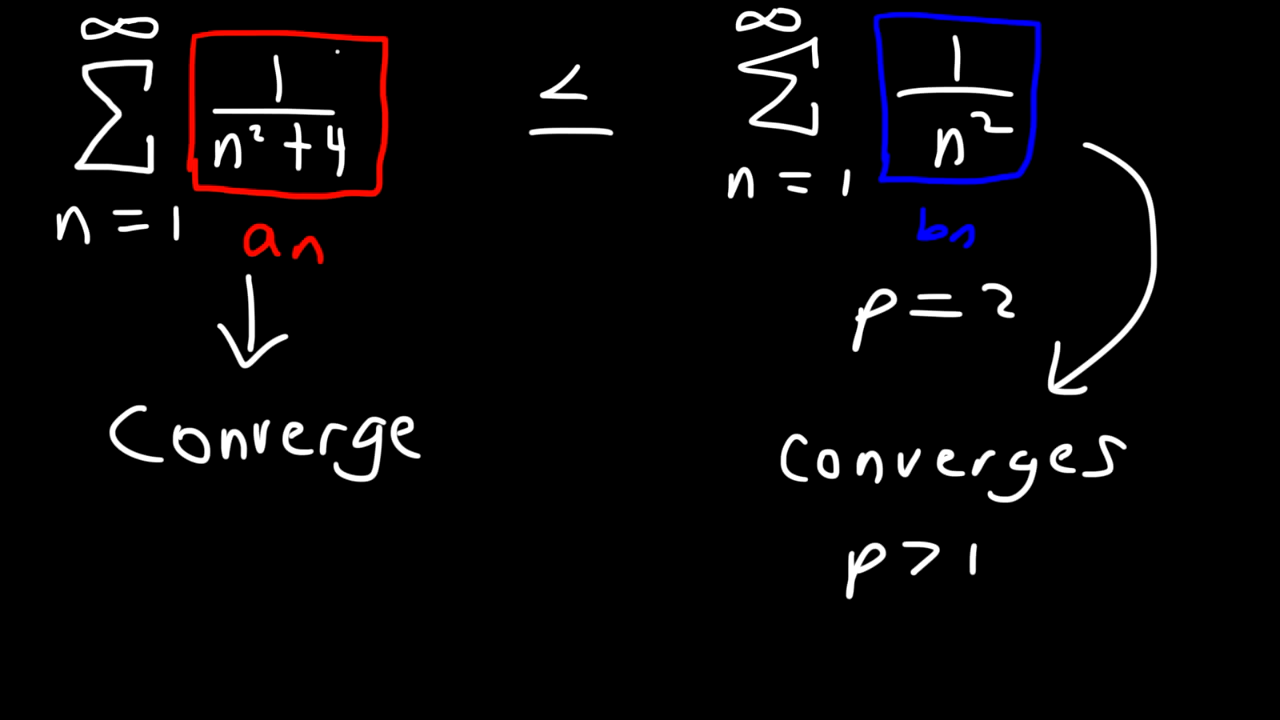 ∞ ∞
∑ 1/(n² + 4) ≤ ∑ 1/n²
n = 1 n = 1
an bn
p = 2
Converge Converges
p > 1